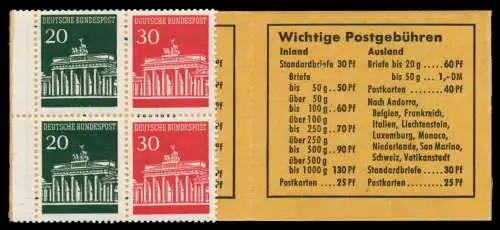 DEUTSCHE BUNDESPOST
20
DEUTSCHE BUNDESPOST
30
DEUTSCHE BUNDESPOST
20
DEUTSCHE BUNDESPOST
30
Wichtige Postgebühren
Inland
Standardbriefe 30 Pf
Briefe
bis 50 g . . 50 Pf
über 50 g
bis 100 g . . 60 Pf
über 100 g
bis 250 g . . 70 Pf
über 250 g
bis 500 g . . 90 Pf
über 500 g
bis 1000 g 130 Pf
Postkarten . . . 25 Pf
Ausland
Briefe bis 20 g . . . . 60 Pf
bis 50 g . . 1,- DM
Postkarten . . . . . 40 Pf
Nach Andorra,
Belgien, Frankreich,
Italien, Liechtenstein,
Luxemburg, Monaco,
Niederlande, San Marino,
Schweiz, Vatikanstadt
Standardbriefe . . . 30 Pf
Postkarten . . . . . 25 Pf